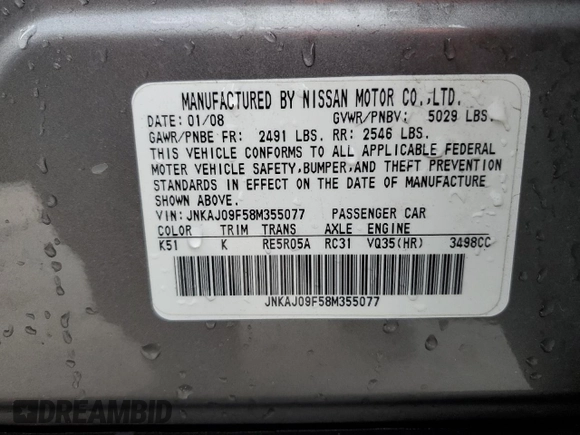 MANUFACTURED BY NISSAN MOTOR CO.,LTD.
DATE: 01/08 GVWR/PNBV: 5029 LBS.
GAWR/PNBE FR: 2491 LBS. RR: 2546 LBS.
THIS VEHICLE CONFORMS TO ALL APPLICABLE FEDERAL
MOTER VEHICLE SAFETY,BUMPER,AND THEFT PREVENTION
STANDARDS IN EFFECT ON THE DATE OF MANUFACTURE
SHOWN ABOVE.
VIN: JNKAJ09F58M355077 PASSENGER CAR
COLOR TRIM TRANS AXLE ENGINE
K51 K RE5R05A RC31 VQ35(HR) 3498CC
JNKAJ09F58M355077
DREAMBID